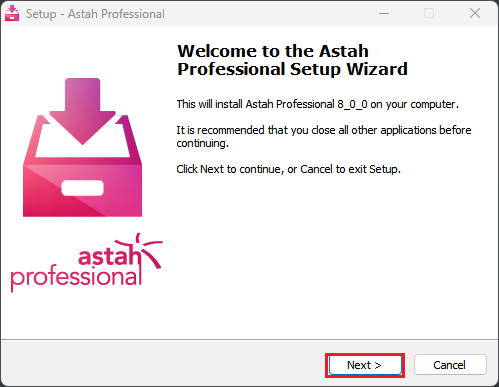 Setup - Astah Professional
Welcome to the Astah
Professional Setup Wizard
This will install Astah Professional 8_0_0 on your computer.
It is recommended that you close all other applications before
continuing.
Click Next to continue, or Cancel to exit Setup.
astah
professional
Next >
Cancel